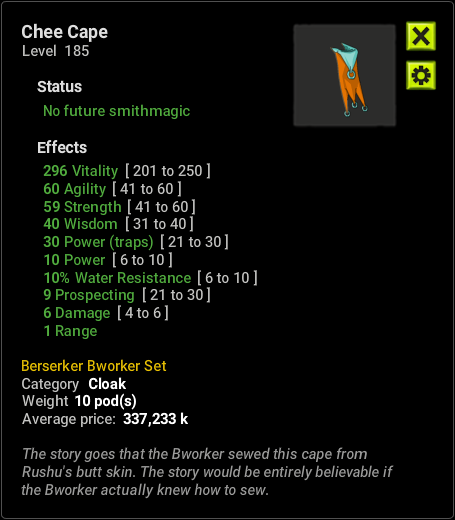 Chee Cape
Level 185
Status
No future smithmagic
Effects
296 Vitality [ 201 to 250 ]
60 Agility [ 41 to 60 ]
59 Strength [ 41 to 60 ]
40 Wisdom [ 31 to 40 ]
30 Power (traps) [ 21 to 30 ]
10 Power [ 6 to 10 ]
10% Water Resistance [ 6 to 10 ]
9 Prospecting [ 21 to 30 ]
6 Damage [ 4 to 6 ]
1 Range
Berserker Bworker Set
Category Cloak
Weight 10 pod(s)
Average price: 337,233 k
The story goes that the Bworker sewed this cape from
Rushu's butt skin. The story would be entirely believable if
the Bworker actually knew how to sew.